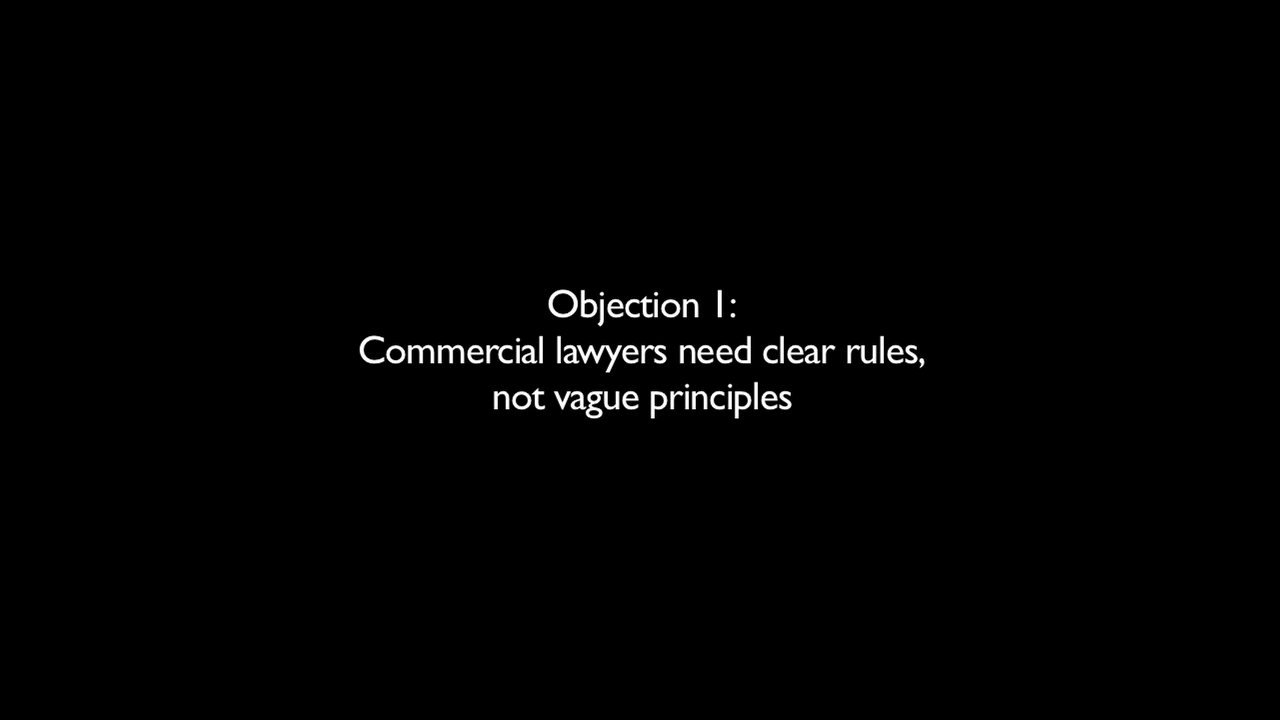 Objection 1:
Commercial lawyers need clear rules,
not vague principles